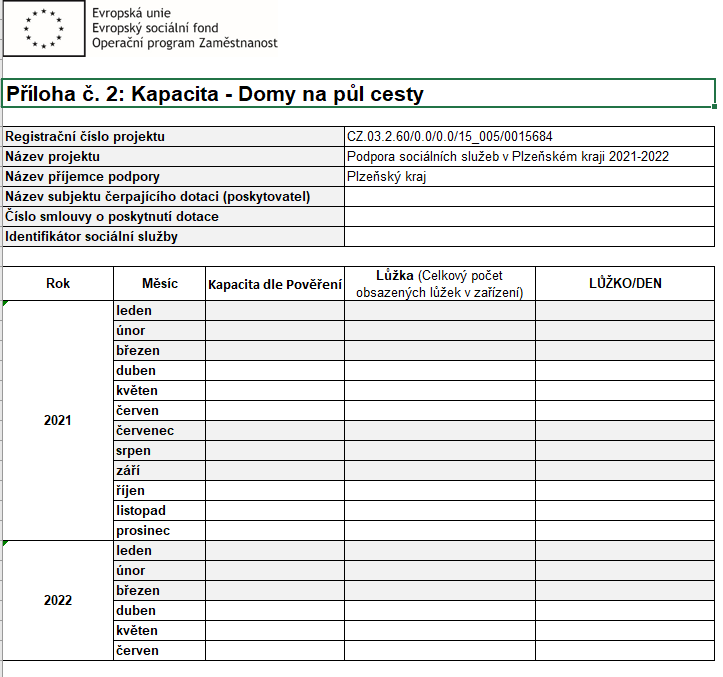 Evropská unie
Evropský sociální fond
Operační program Zaměstnanost
Příloha č. 2: Kapacita - Domy na půl cesty
Registrační číslo projektu CZ.03.2.60/0.0/0.0/15_005/0015684
Název projektu Podpora sociálních služeb v Plzeňském kraji 2021-2022
Název příjemce podpory Plzeňský kraj
Název subjektu čerpajícího dotaci (poskytovatel)
Číslo smlouvy o poskytnutí dotace
Identifikátor sociální služby
Rok Měsíc Kapacita dle Pověření Lůžka (Celkový počet obsazených lůžek v zařízení) LŮŽKO/DEN
2021
leden
únor
březen
duben
květen
červen
červenec
srpen
září
říjen
listopad
prosinec
2022
leden
únor
březen
duben
květen
červen